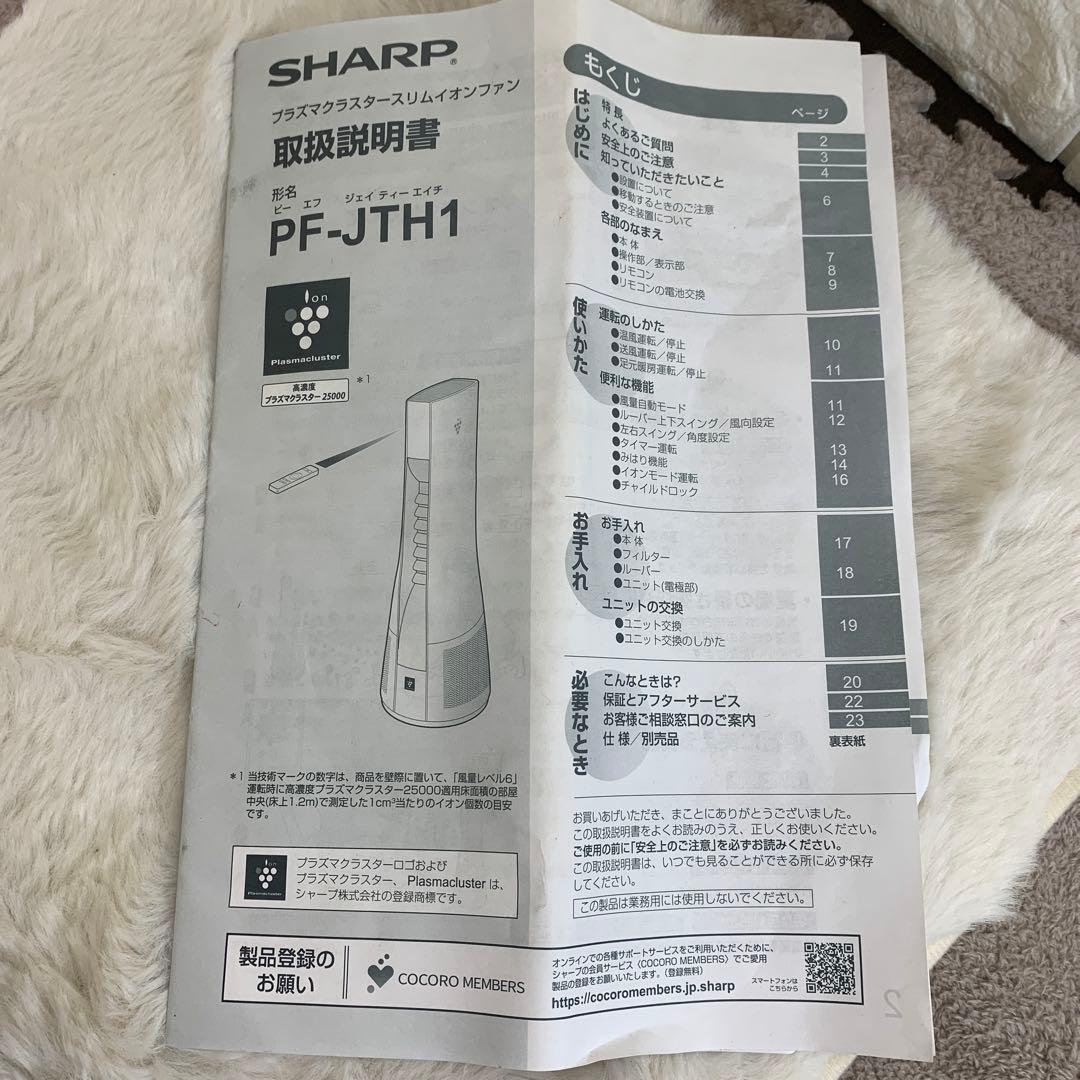 SHARP®
プラズマクラスタースリムイオンファン
取扱説明書
形名
ピー エフ ジェイ ティー エイチ
PF-JTH1
Ion
Plasmacluster
高濃度
プラズマクラスター25000
*1
*1 当技術マークの数字は、商品を壁際に置いて、「風量レベル6」
運転時に高濃度プラズマクラスター25000適用床面積の部屋
中央(床上1.2m)で測定した1cm³当たりのイオン個数の目安
です。
Ion
Plasmacluster
プラズマクラスターロゴおよび
プラズマクラスター、Plasmacluster は、
シャープ株式会社の登録商標です。
製品登録の
お願い
COCORO MEMBERS
オンラインでの各種サポートサービスをご利用いただくために、
シャープの会員サービス〈COCORO MEMBERS〉でご愛用
製品の登録をお願いいたします。(登録無料)
https://cocoromembers.jp.sharp
スマートフォンは
こちらから
もくじ
ページ
はじめに
特長 2
よくあるご質問 3
安全上のご注意 4
知っていただきたいこと 6
●設置について
●移動するときのご注意
●安全装置について
各部のなまえ
●本体 7
●操作部/表示部 8
●リモコン 9
●リモコンの電池交換
使いかた
運転のしかた
●温風運転/停止 10
●送風運転/停止
●足元暖房運転/停止 11
便利な機能
●風量自動モード 11
●ルーバー上下スイング/風向設定 12
●左右スイング/角度設定
●タイマー運転 13
●みはり機能 14
●イオンモード運転 16
●チャイルドロック
お手入れ
お手入れ
●本体 17
●フィルター
●ルーバー 18
●ユニット(電極部)
ユニットの交換
●ユニット交換 19
●ユニット交換のしかた
必要なとき
こんなときは? 20
保証とアフターサービス 22
お客様ご相談窓口のご案内 23
仕様/別売品 裏表紙
お買いあげいただき、まことにありがとうございました。
この取扱説明書をよくお読みのうえ、正しくお使いください。
ご使用の前に「安全上のご注意」を必ずお読みください。
この取扱説明書は、いつでも見ることができる所に必ず保存
してください。
この製品は業務用には使用しないでください。